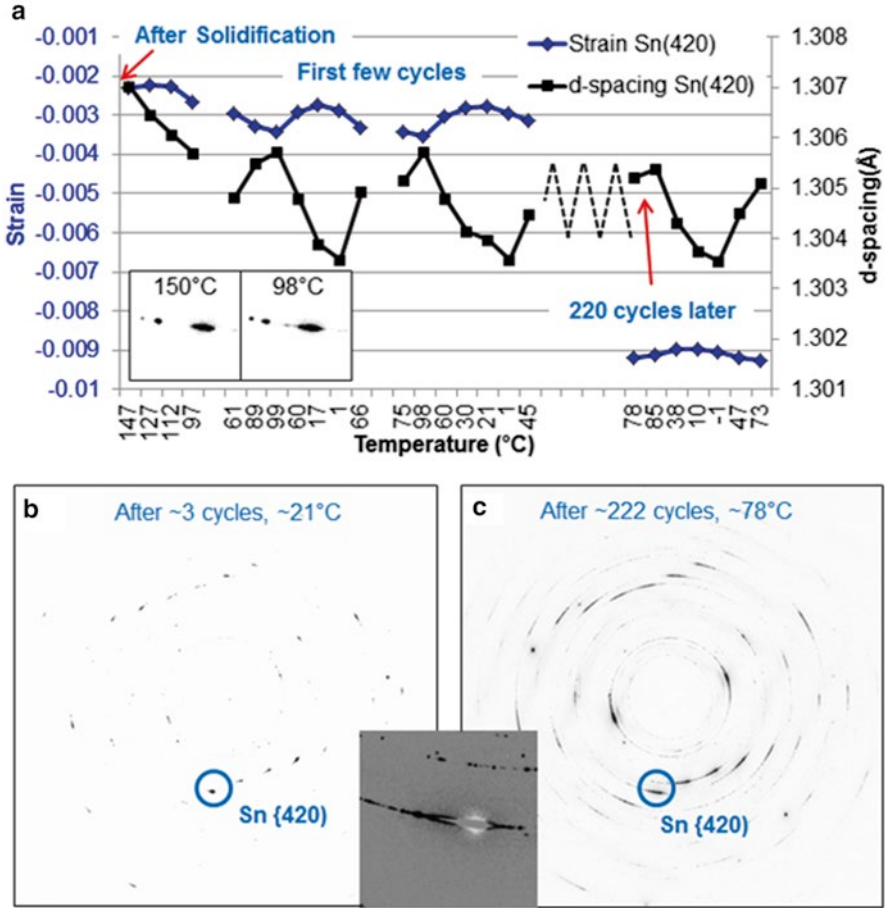 a
After Solidification
First few cycles
Strain Sn(420)
d-spacing Sn(420)
-0.001
-0.002
-0.003
-0.004
-0.005
-0.006
-0.007
-0.008
-0.009
-0.01
Strain
1.308
1.307
1.306
1.305
1.304
1.303
1.302
1.301
d-spacing(Å)
150°C
98°C
220 cycles later
147 127 112 97 61 89 99 60 17 1 66 75 98 60 30 21 1 45 78 85 38 10 -1 47 73
Temperature (°C)
b
After ~3 cycles, ~21°C
Sn {420)
c
After ~222 cycles, ~78°C
Sn {420)